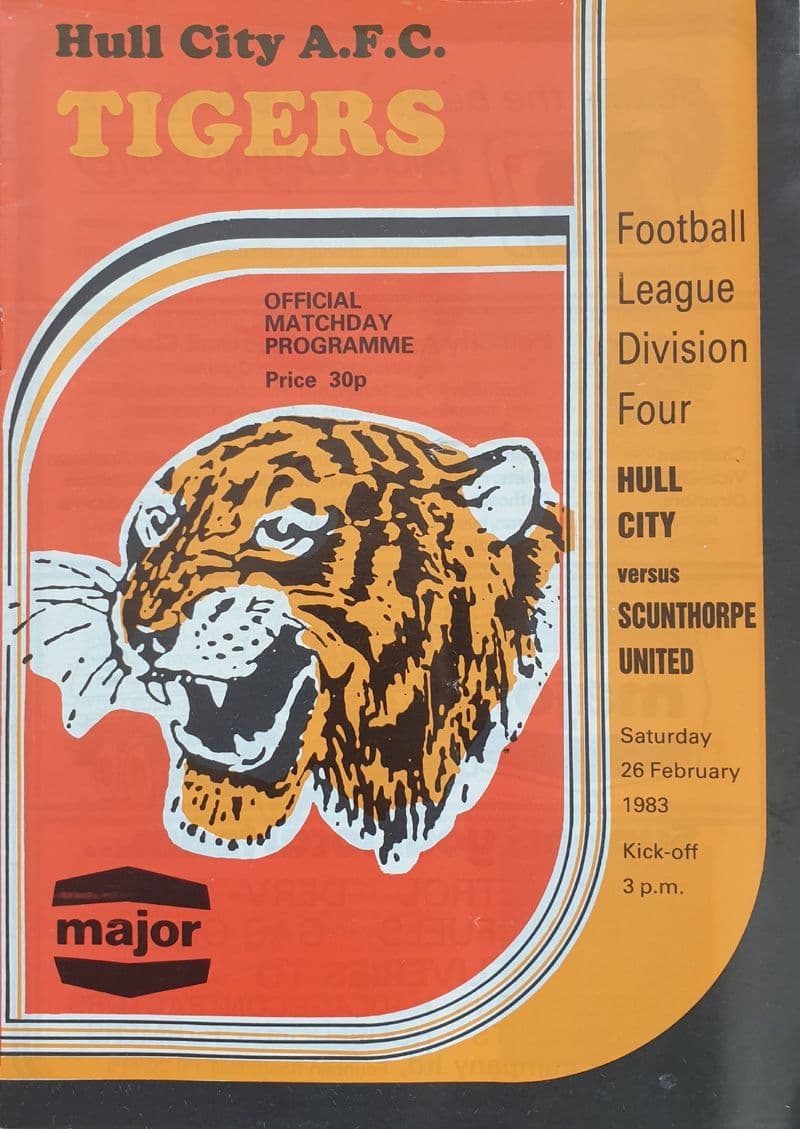 Hull City A.F.C.
TIGERS
OFFICIAL
MATCHDAY
PROGRAMME
Price 30p
major
Football
League
Division
Four
HULL
CITY
versus
SCUNTHORPE
UNITED
Saturday
26 February
1983
Kick-off
3 p.m.